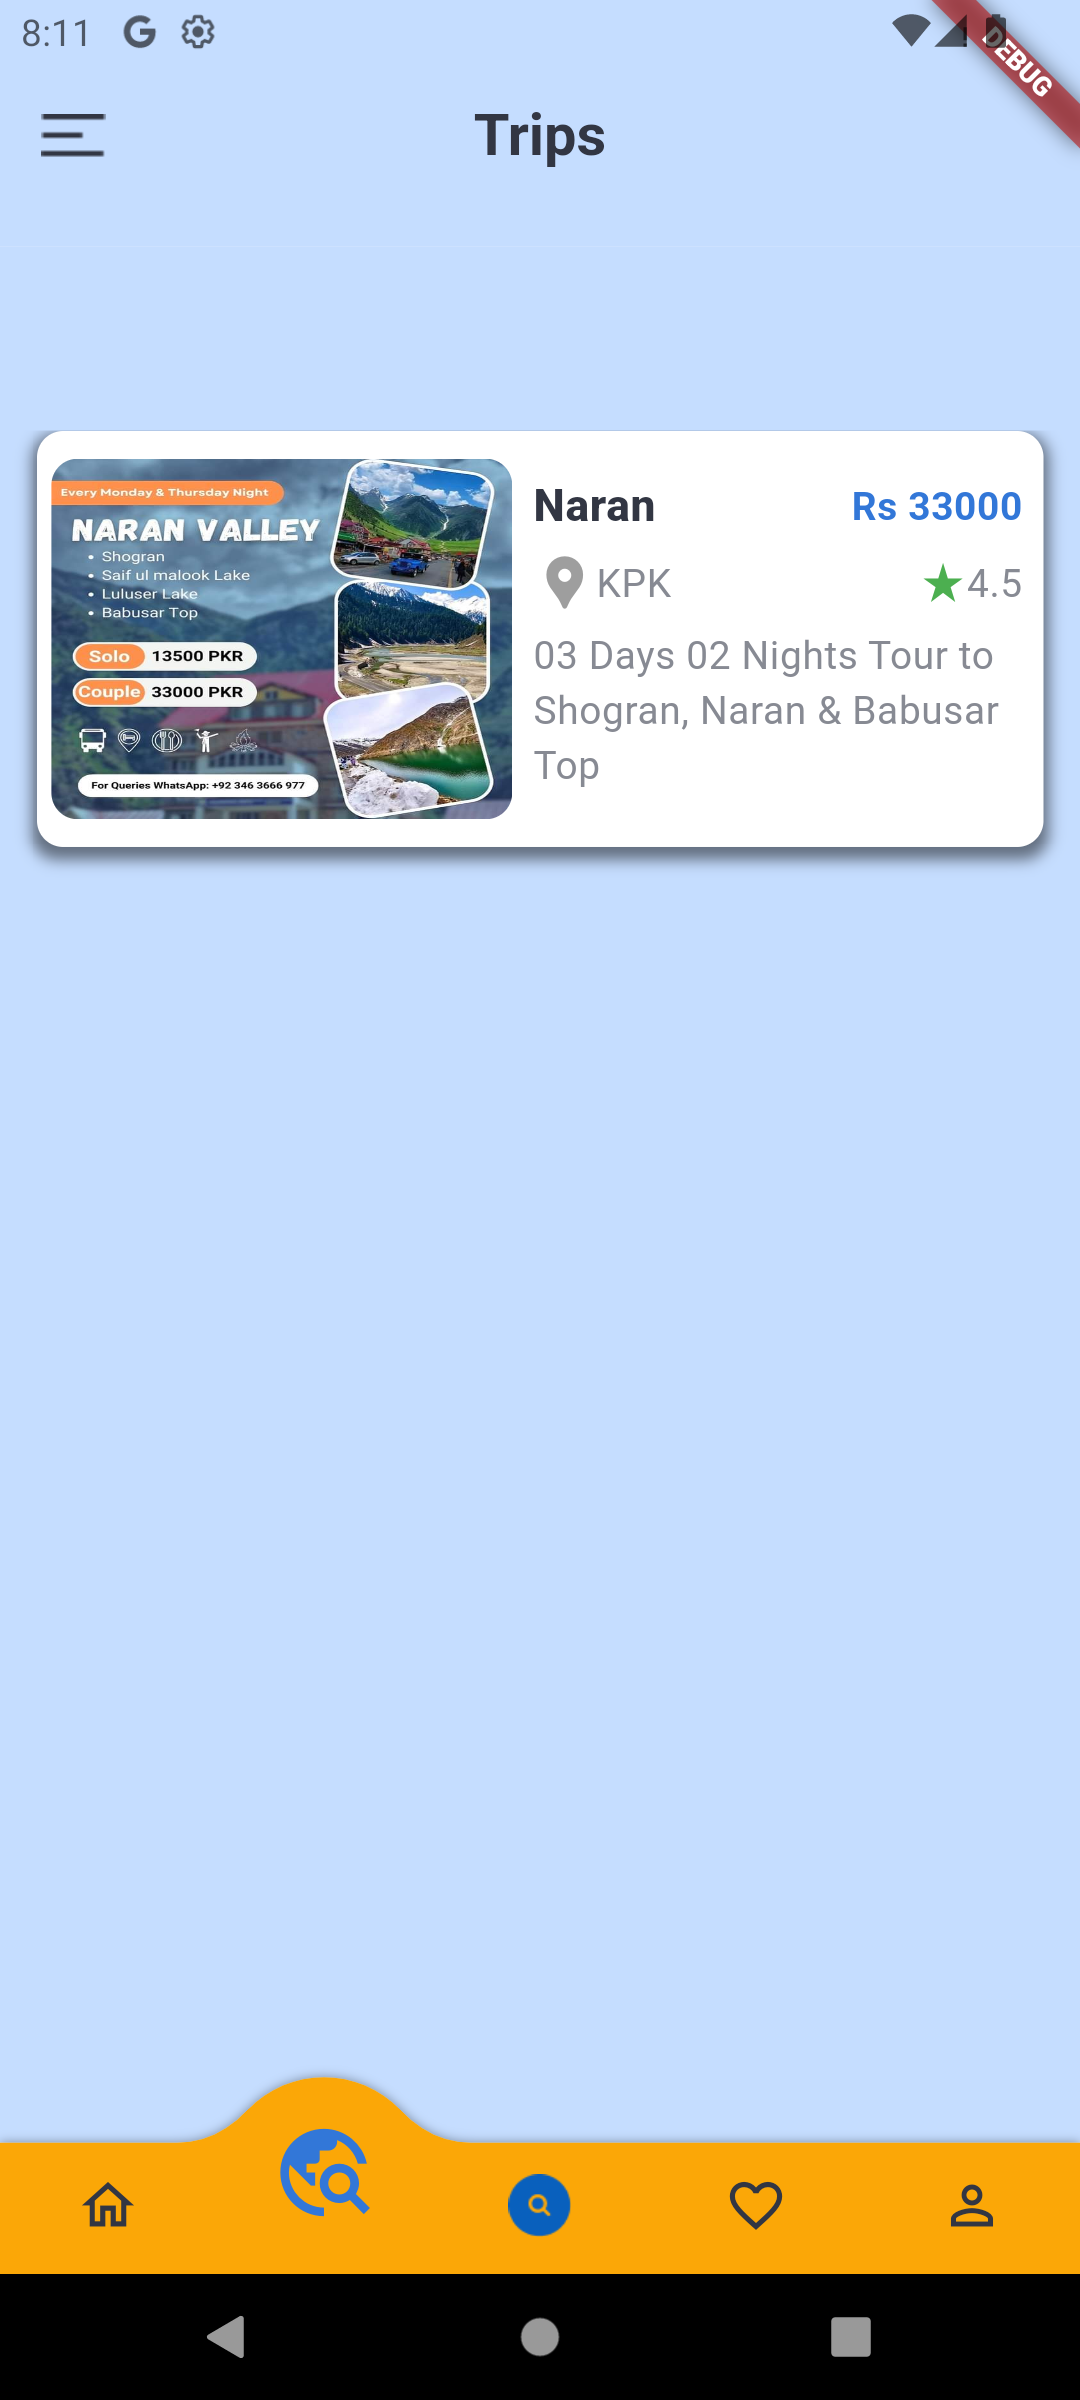 8:11
DEBUG
Trips
Every Monday & Thursday Night
NARAN VALLEY
• Shogran
• Saif ul malook Lake
• Luluser Lake
• Babusar Top
Solo 13500 PKR
Couple 33000 PKR
For Queries WhatsApp: +92 346 3666 977
Naran Rs 33000
KPK 4.5
03 Days 02 Nights Tour to
Shogran, Naran & Babusar
Top